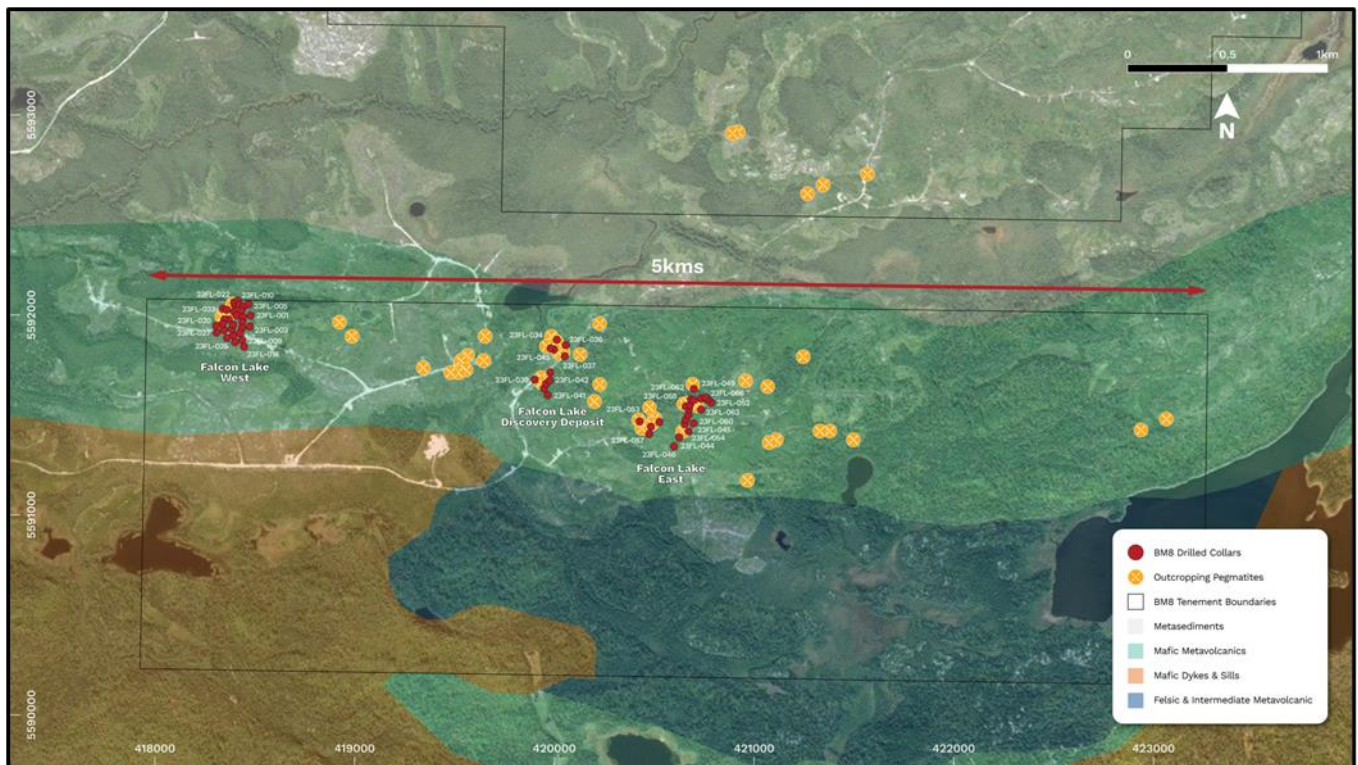 0
0.5
1km
N
5593000
5592000
5591000
5590000
5kms
23FL-022
23FL-010
23FL-005
23FL-001
23FL-003
23FL-018
Falcon Lake
West
23FL-034
23FL-036
23FL-045
23FL-037
23FL-042
23FL-041
Falcon Lake
Discovery Deposit
23FL-062
23FL-049
23FL-052
23FL-053
23FL-063
23FL-060
23FL-057
23FL-064
23FL-044
23FL-046
Falcon Lake
East
BM8 Drilled Collars
Outcropping Pegmatites
BM8 Tenement Boundaries
Metasediments
Mafic Metavolcanics
Mafic Dykes & Sills
Felsic & Intermediate Metavolcanic
418000
419000
420000
421000
422000
423000